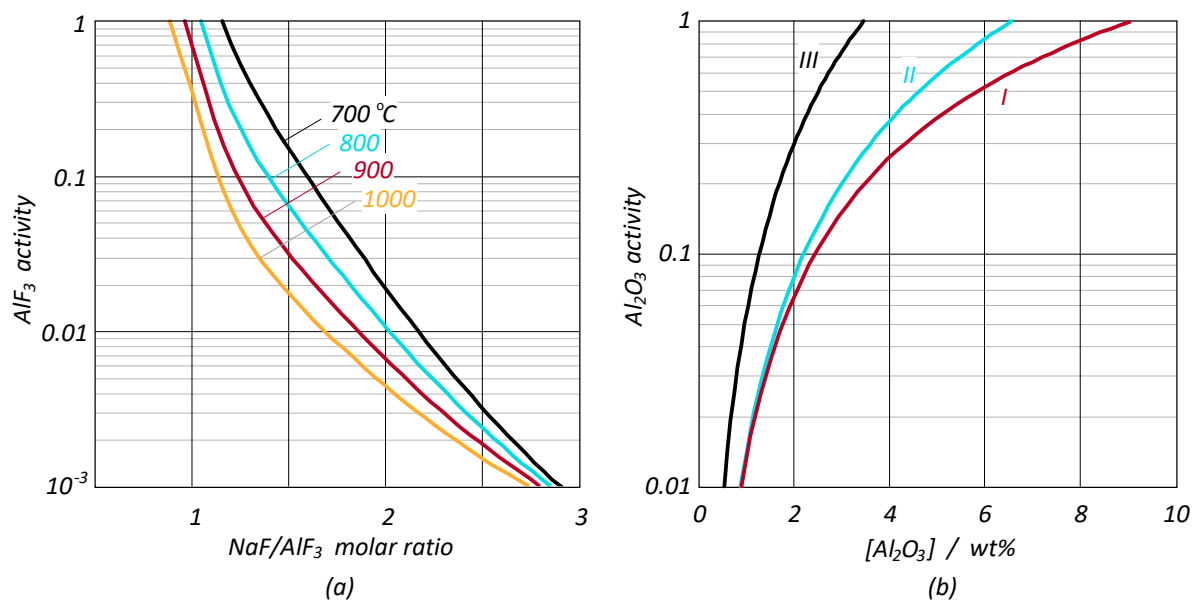 1
0.1
0.01
10⁻³
AlF₃ activity
700 °C
800
900
1000
1 2 3
NaF/AlF₃ molar ratio
(a)
1
0.1
0.01
Al₂O₃ activity
III
II
I
0 2 4 6 8 10
[Al₂O₃] / wt%
(b)